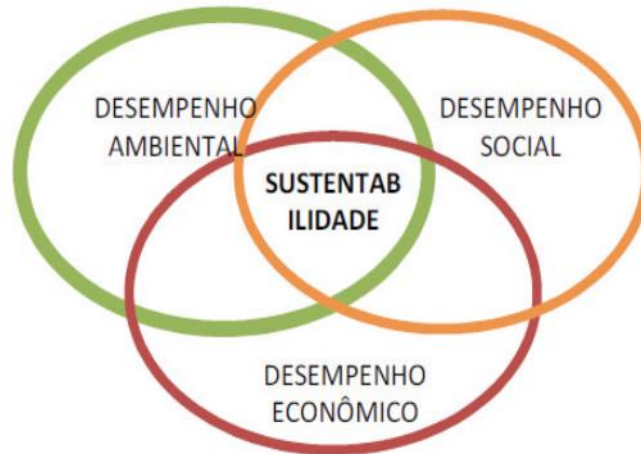 DESEMPENHO
AMBIENTAL
DESEMPENHO
SOCIAL
SUSTENTAB
ILIDADE
DESEMPENHO
ECONÔMICO